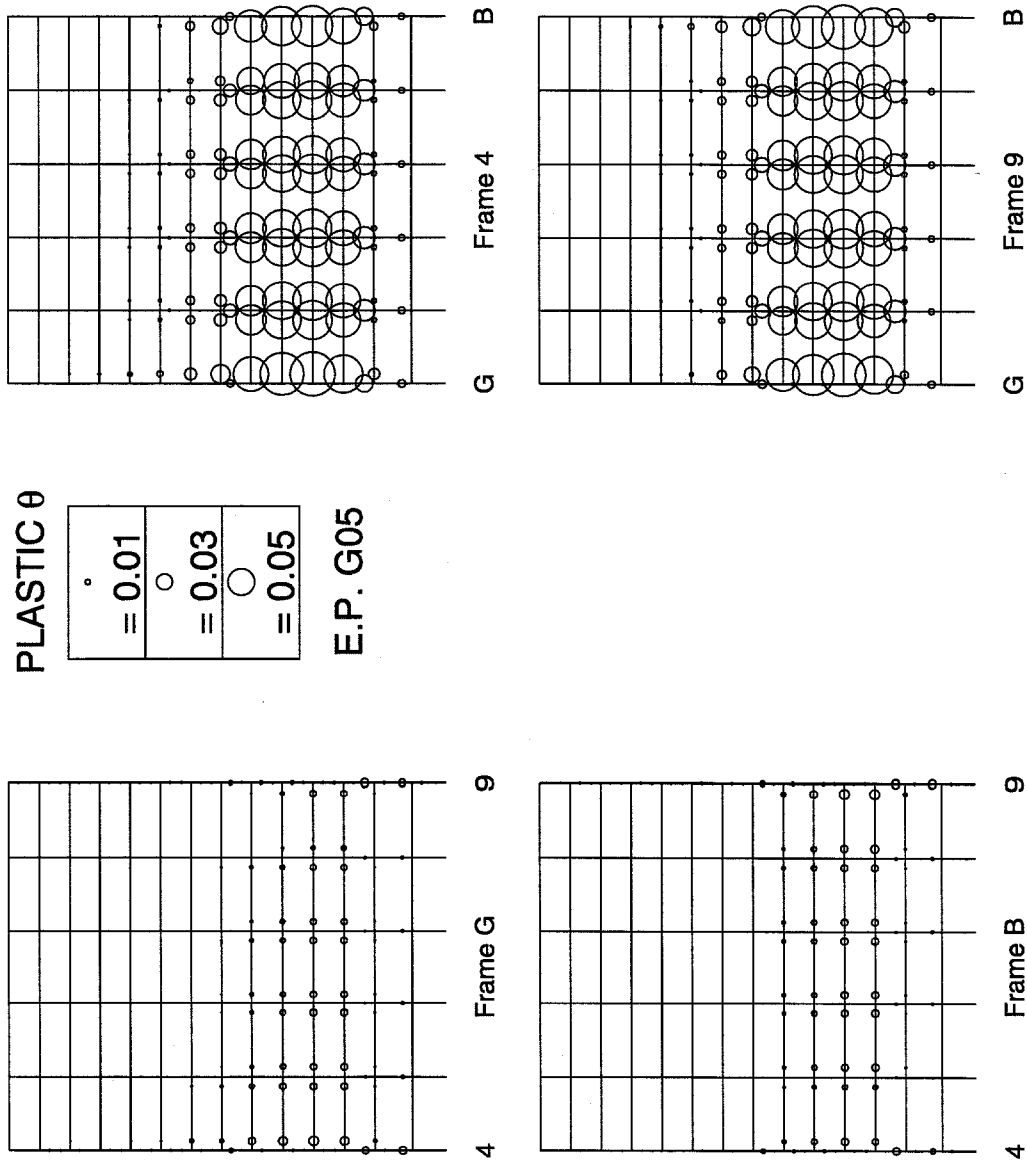 G
Frame 4
B
G
Frame 9
B
PLASTIC θ
= 0.01
= 0.03
= 0.05
E.P. G05
4
Frame G
9
4
Frame B
9